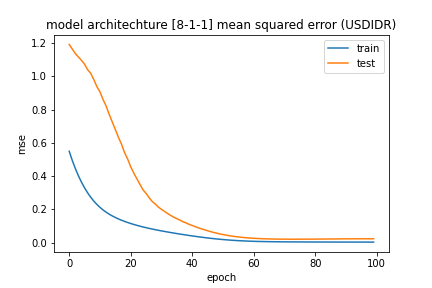 model architechture [8-1-1] mean squared error (USDIDR)
train
test
1.2
1.0
0.8
0.6
0.4
0.2
0.0
mse
0 20 40 60 80 100
epoch